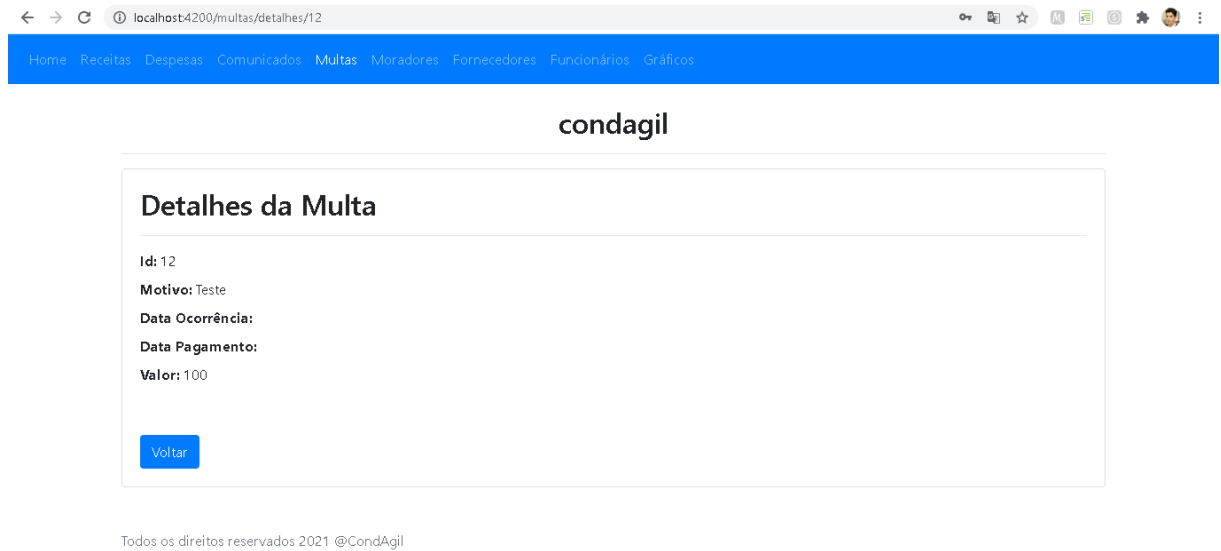 localhost:4200/multas/detalhes/12
Home Receitas Despesas Comunicados Multas Moradores Fornecedores Funcionários Gráficos
condagil
Detalhes da Multa
Id: 12
Motivo: Teste
Data Ocorrência:
Data Pagamento:
Valor: 100
Voltar
Todos os direitos reservados 2021 @CondAgil